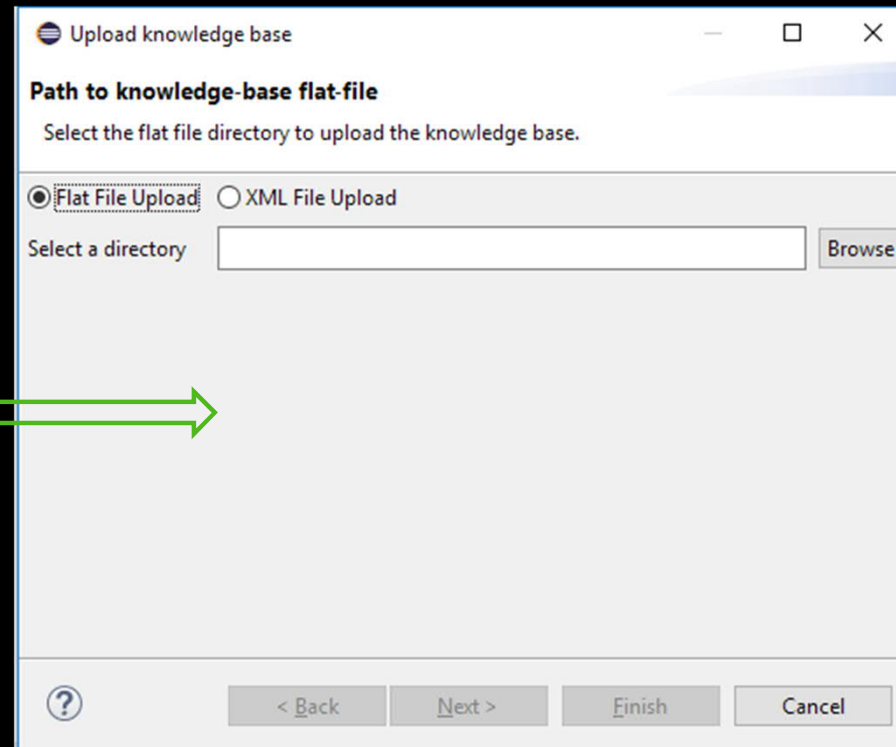 Upload knowledge base
Path to knowledge-base flat-file
Select the flat file directory to upload the knowledge base.
Flat File Upload XML File Upload
Select a directory Browse
? < Back Next > Finish Cancel